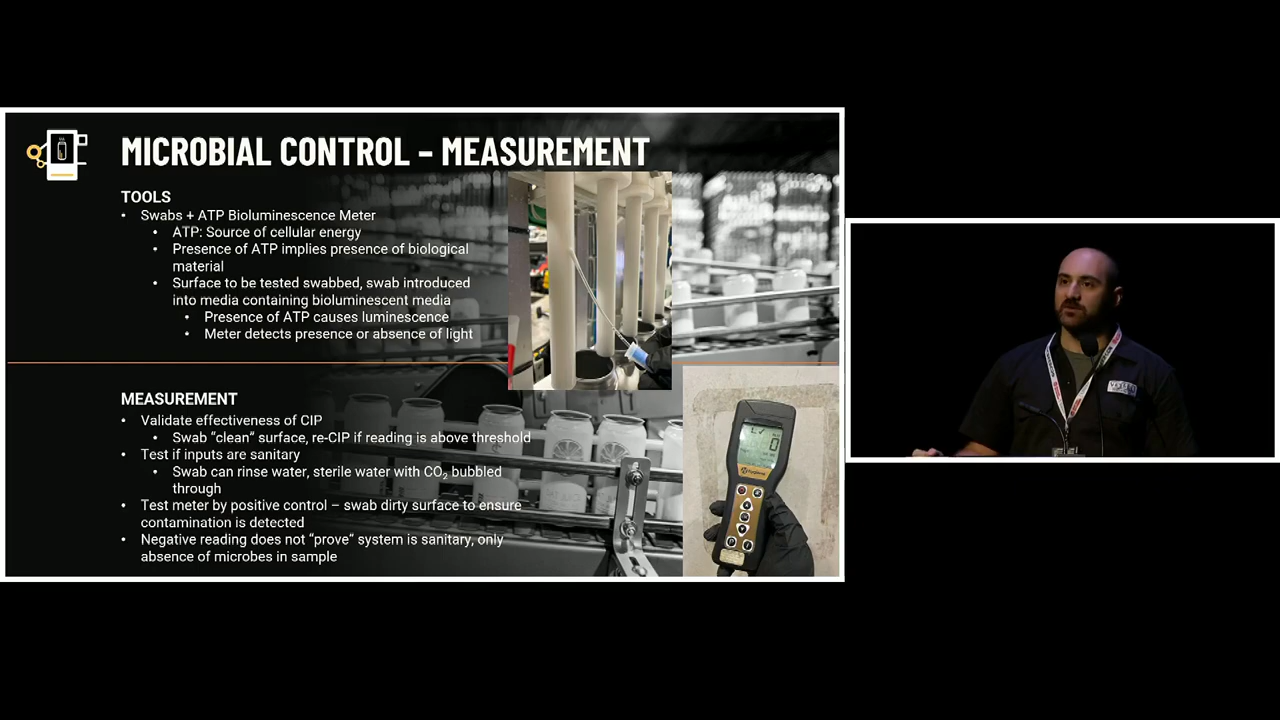 MICROBIAL CONTROL – MEASUREMENT
TOOLS
• Swabs + ATP Bioluminescence Meter
• ATP: Source of cellular energy
• Presence of ATP implies presence of biological
material
• Surface to be tested swabbed, swab introduced
into media containing bioluminescent media
• Presence of ATP causes luminescence
• Meter detects presence or absence of light
MEASUREMENT
• Validate effectiveness of CIP
• Swab “clean” surface, re-CIP if reading is above threshold
• Test if inputs are sanitary
• Swab can rinse water, sterile water with CO₂ bubbled
through
• Test meter by positive control – swab dirty surface to ensure
contamination is detected
• Negative reading does not “prove” system is sanitary, only
absence of microbes in sample
0